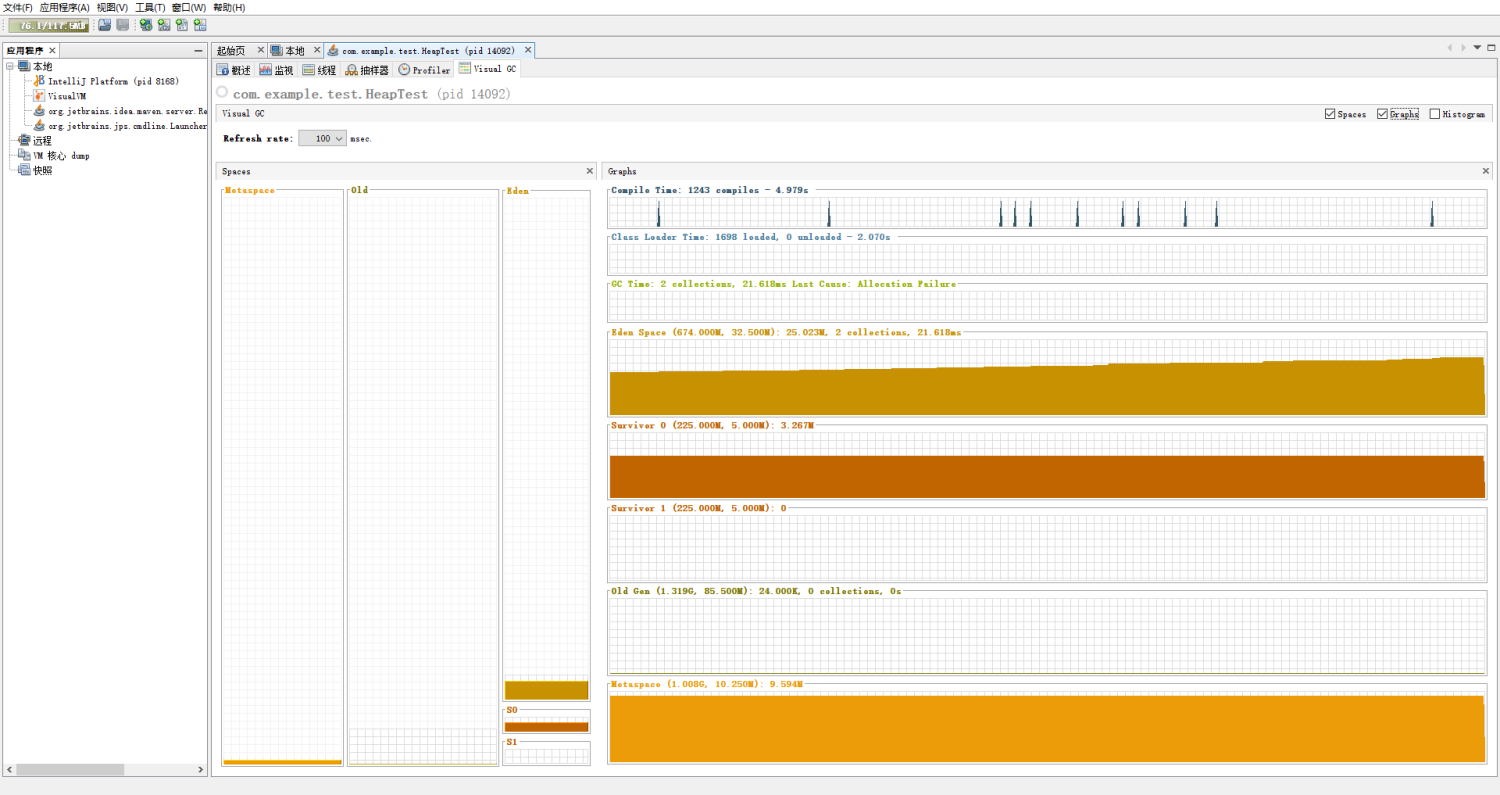 文件(F) 应用程序(A) 视图(V) 工具(T) 窗口(W) 帮助(H)
应用程序
本地
IntelliJ Platform (pid 8168)
VisualVM
org.jetbrains.idea.maven.server.Re
org.jetbrains.jps.cmdline.Launcher
远程
VM 核心 dump
快照
起始页 本地 com.example.test.HeapTest (pid 14092)
概述 监视 线程 抽样器 Profiler Visual GC
com.example.test.HeapTest (pid 14092)
Visual GC
Spaces Graphs Histogram
Refresh rate: 100 msec.
Spaces
Metaspace Old Eden
S0
S1
Graphs
Compile Time: 1243 compiles - 4.979s
Class Loader Time: 1698 loaded, 0 unloaded - 2.070s
GC Time: 2 collections, 21.618ms Last Cause: Allocation Failure
Eden Space (674.000M, 32.500M): 25.023M, 2 collections, 21.618ms
Survivor 0 (225.000M, 5.000M): 3.267M
Survivor 1 (225.000M, 5.000M): 0
Old Gen (1.319G, 85.500M): 24.000K, 0 collections, 0s
Metaspace (1.008G, 10.250M): 9.594M